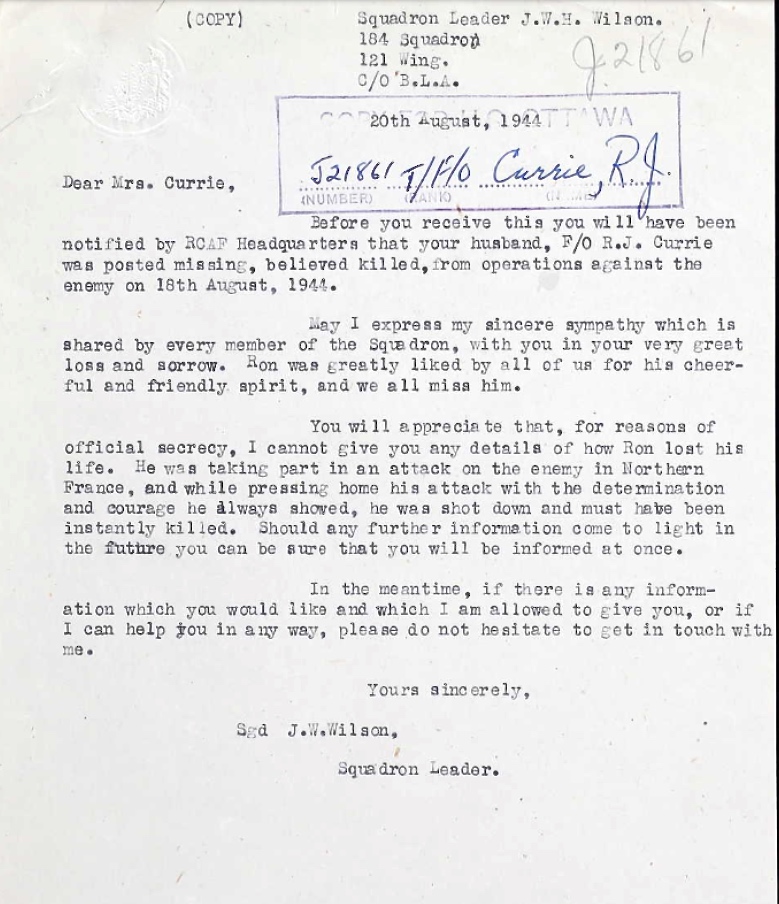 (COPY)
Squadron Leader J.W.H. Wilson.
184 Squadron
121 Wing.
C/O B.L.A.
J.21861
20th August, 1944
OTTAWA
J21861 T/F/O Currie, R.J.
(NUMBER) (RANK)
Dear Mrs. Currie,
Before you receive this you will have been
notified by RCAF Headquarters that your husband, F/O R.J. Currie
was posted missing, believed killed,from operations against the
enemy on 18th August, 1944.
May I express my sincere sympathy which is
shared by every member of the Squadron, with you in your very great
loss and sorrow. Ron was greatly liked by all of us for his cheer-
ful and friendly spirit, and we all miss him.
You will appreciate that, for reasons of
official secrecy, I cannot give you any details of how Ron lost his
life. He was taking part in an attack on the enemy in Northern
France, and while pressing home his attack with the determination
and courage he always showed, he was shot down and must have been
instantly killed. Should any further information come to light in
the future you can be sure that you will be informed at once.
In the meantime, if there is any inform-
ation which you would like and which I am allowed to give you, or if
I can help you in any way, please do not hesitate to get in touch with
me.
Yours sincerely,
Sgd J.W.Wilson,
Squadron Leader.